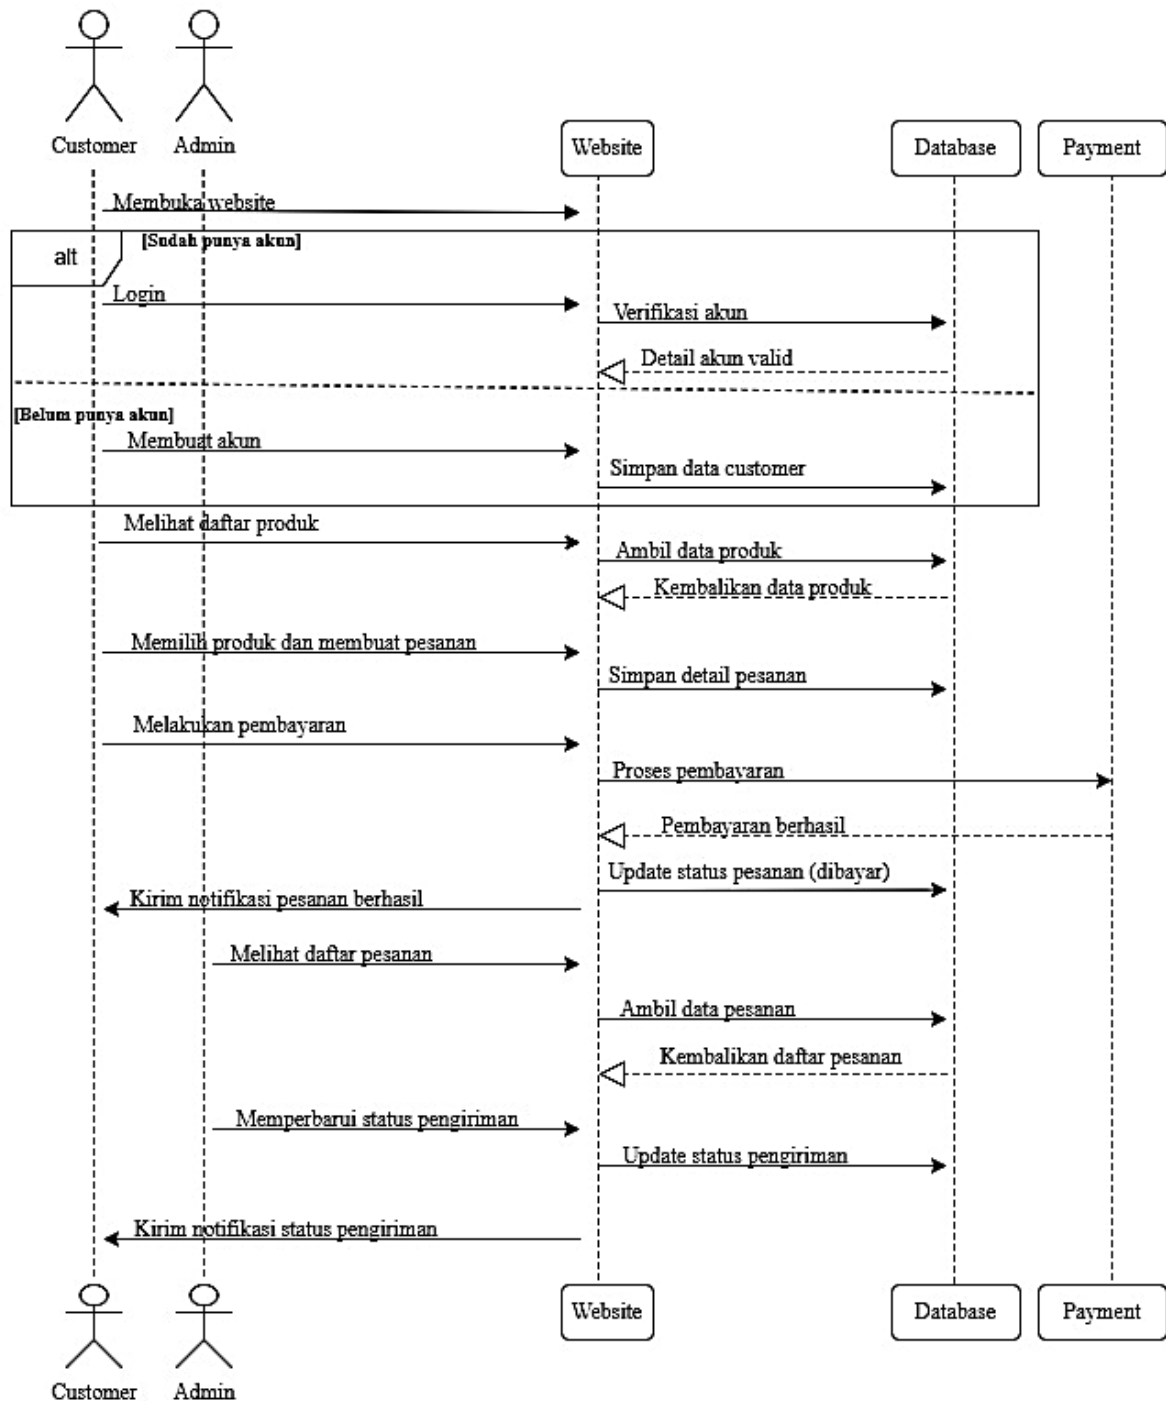 Customer
Admin
Website
Database
Payment
Membuka website
alt
[Sudah punya akun]
Login
Verifikasi akun
Detail akun valid
[Belum punya akun]
Membuat akun
Simpan data customer
Melihat daftar produk
Ambil data produk
Kembalikan data produk
Memilih produk dan membuat pesanan
Simpan detail pesanan
Melakukan pembayaran
Proses pembayaran
Pembayaran berhasil
Update status pesanan (dibayar)
Kirim notifikasi pesanan berhasil
Melihat daftar pesanan
Ambil data pesanan
Kembalikan daftar pesanan
Memperbarui status pengiriman
Update status pengiriman
Kirim notifikasi status pengiriman
Website
Database
Payment
Customer
Admin